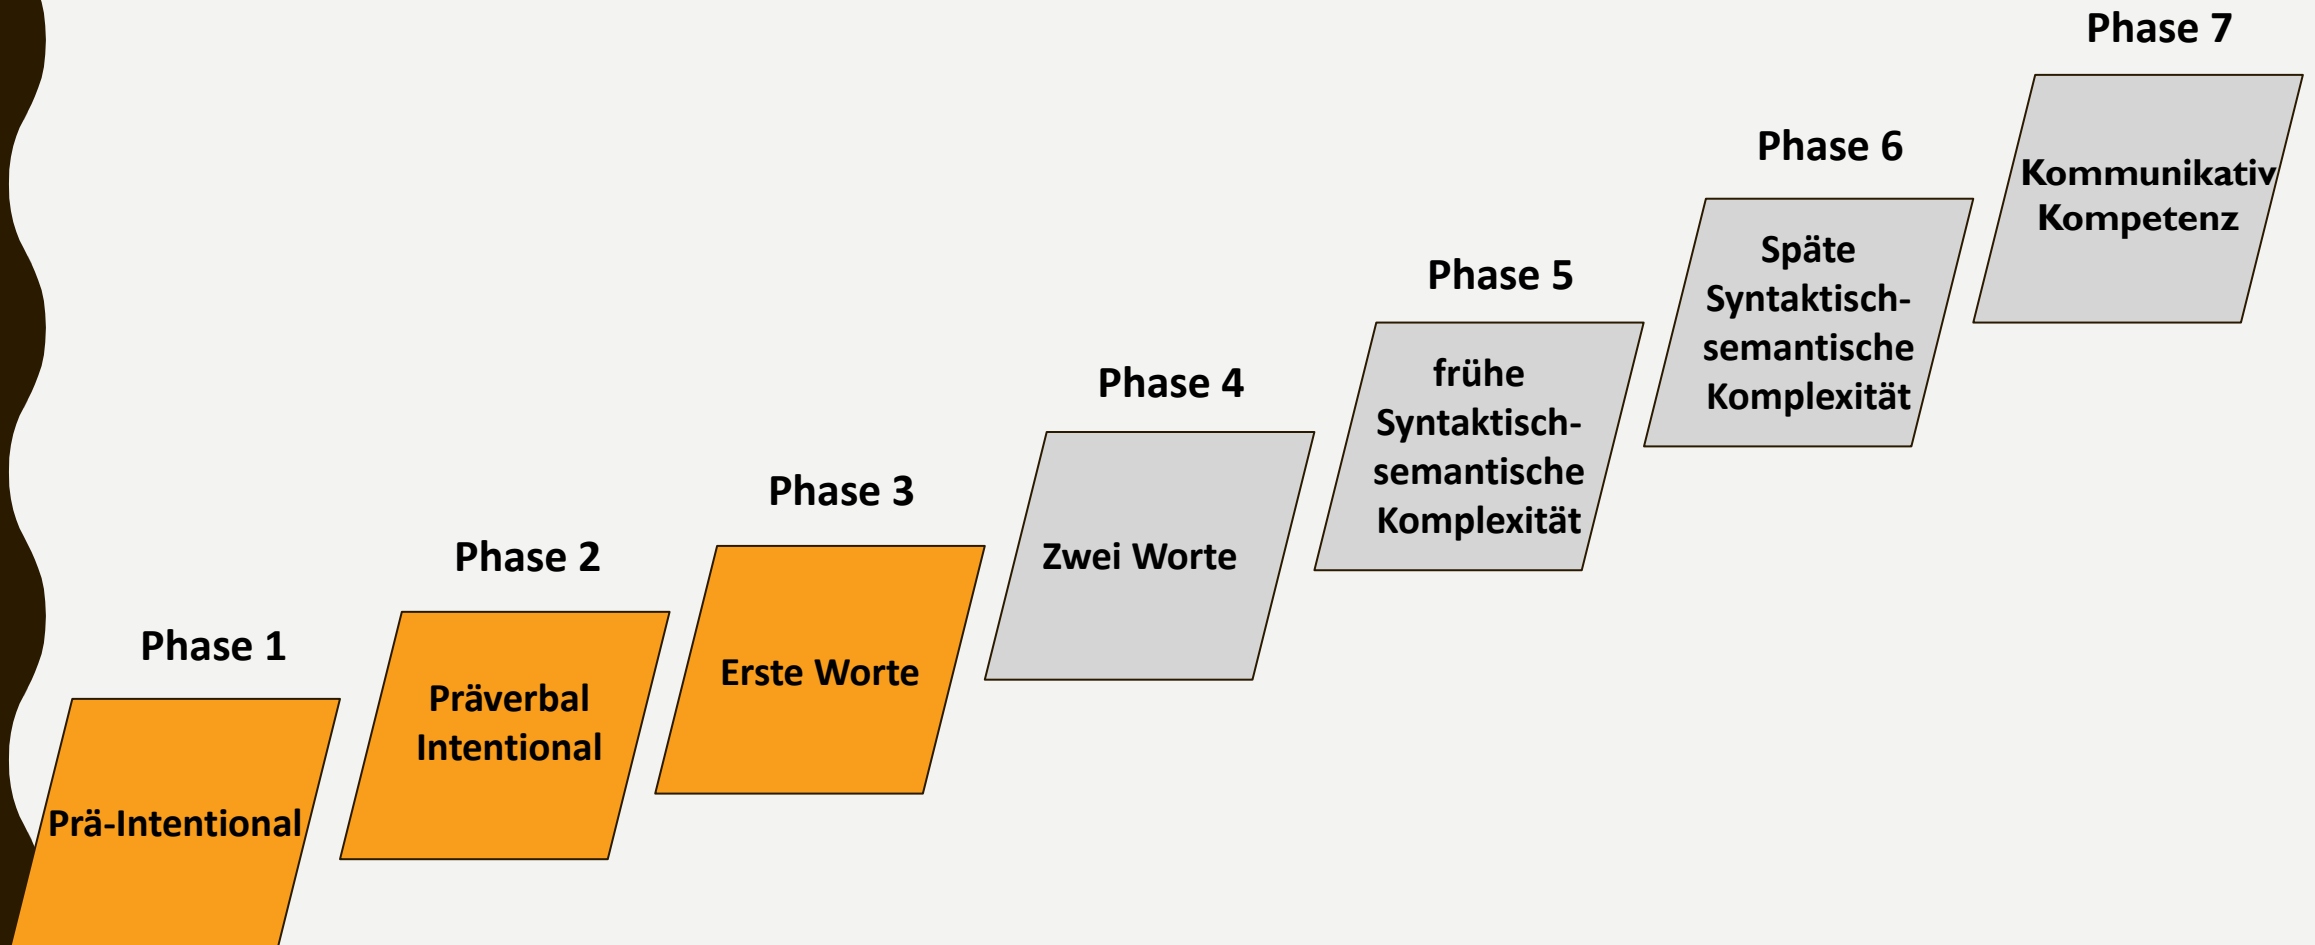 Phase 1
Prä-Intentional
Phase 2
Präverbal
Intentional
Phase 3
Erste Worte
Phase 4
Zwei Worte
Phase 5
frühe
Syntaktisch-
semantische
Komplexität
Phase 6
Späte
Syntaktisch-
semantische
Komplexität
Phase 7
Kommunikativ
Kompetenz